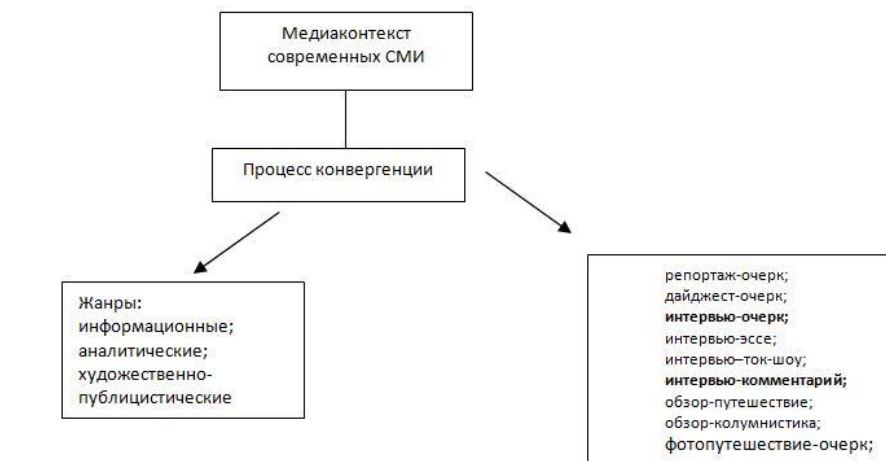 Медиаконтекст
современных СМИ
Процесс конвергенции
Жанры:
информационные;
аналитические;
художественно-
публицистические
репортаж-очерк;
дайджест-очерк;
интервью-очерк;
интервью-эссе;
интервью–ток-шоу;
интервью-комментарий;
обзор-путешествие;
обзор-колумнистика;
фотопутешествие-очерк;